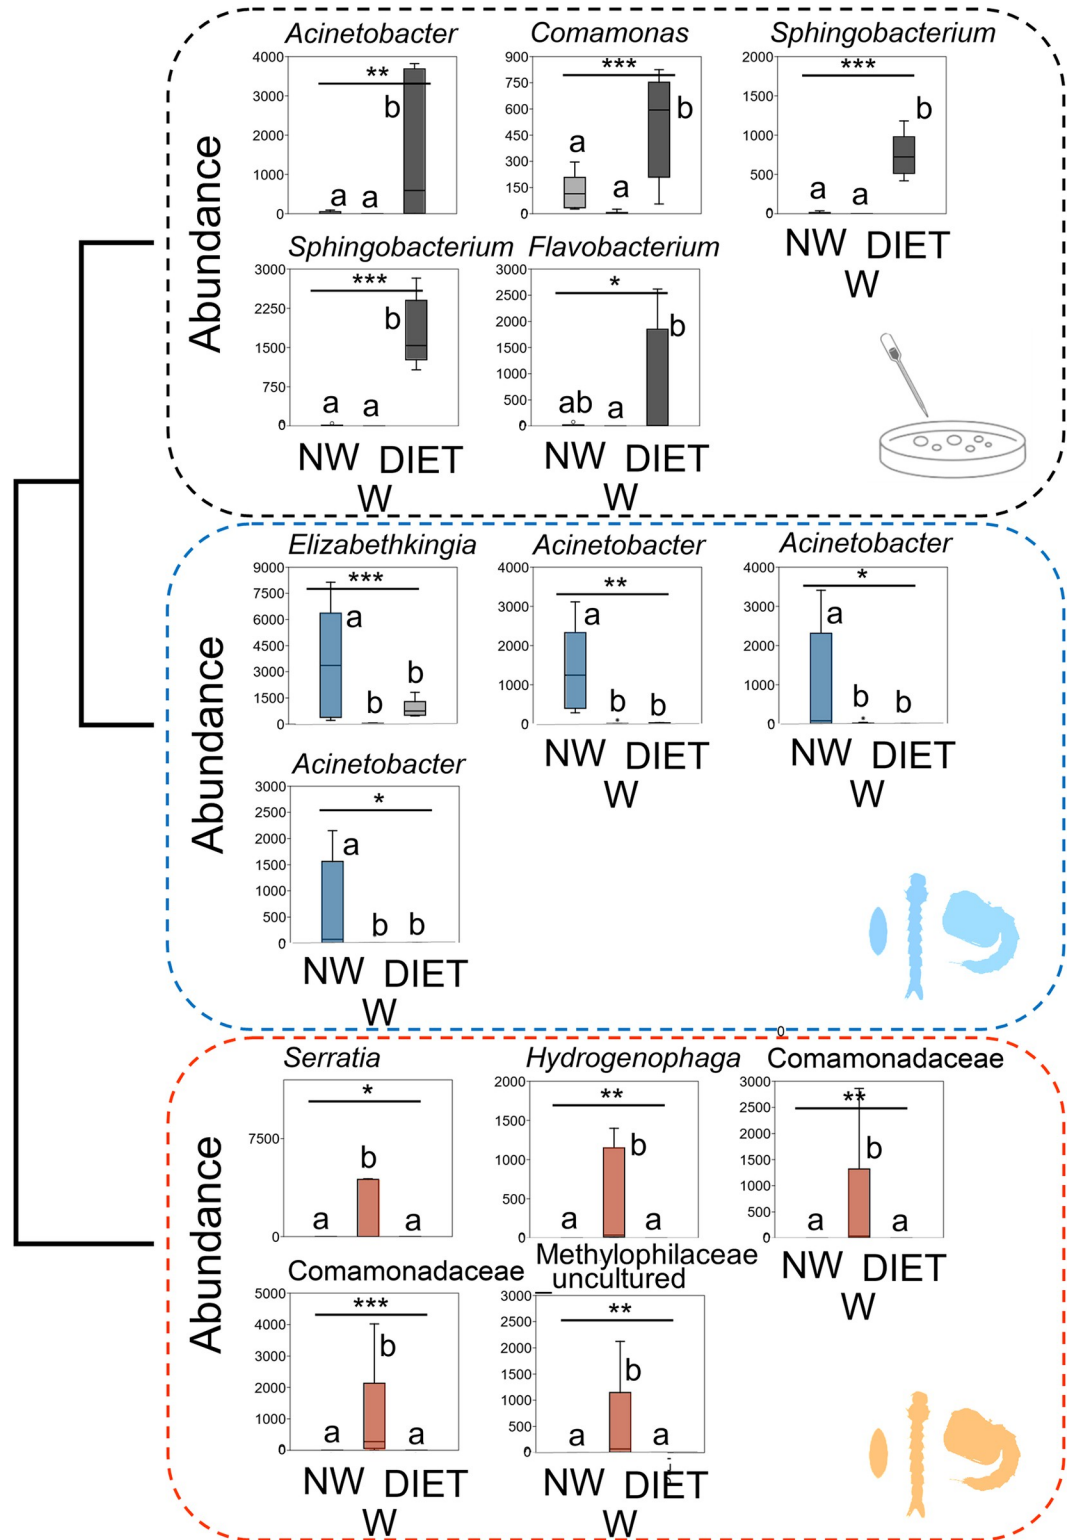 Acinetobacter Comamonas Sphingobacterium
Abundance
4000
3000
2000
1000
0
**
a a b
900
750
600
450
300
150
0
***
a a b
2000
1500
1000
500
0
***
a a b
NW DIET
W
Sphingobacterium Flavobacterium
3000
2250
1500
750
0
***
a a b
NW DIET
W
3000
2500
2000
1500
1000
500
0
*
ab a b
NW DIET
W
Elizabethkingia Acinetobacter Acinetobacter
Abundance
9000
7500
6000
4500
3000
1500
0
***
a b b
4000
3000
2000
1000
0
**
a b b
NW DIET
W
4000
3000
2000
1000
0
*
a b b
NW DIET
W
Acinetobacter
3000
2500
2000
1500
1000
500
0
*
a b b
NW DIET
W
0
Serratia Hydrogenophaga Comamonadaceae
Abundance
7500
0
*
a b a
2000
1500
1000
500
0
**
a b a
3000
2500
2000
1500
1000
500
0
**
a b a
NW DIET
W
Comamonadaceae
5000
4000
3000
2000
1000
0
***
a b a
NW DIET
W
Methylophilaceae
uncultured
3000
2500
2000
1500
1000
500
0
**
a b a
NW DIET
W